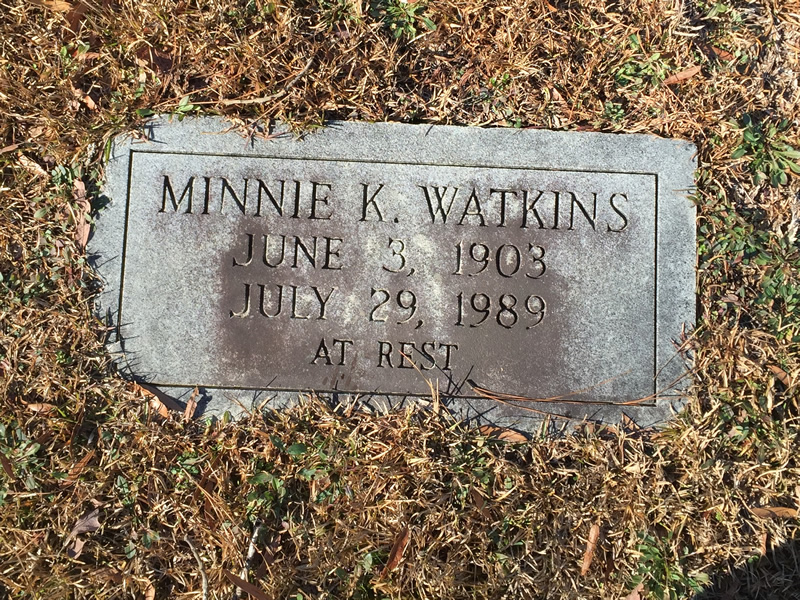 MINNIE K. WATKINS
JUNE 3, 1903
JULY 29, 1989
AT REST